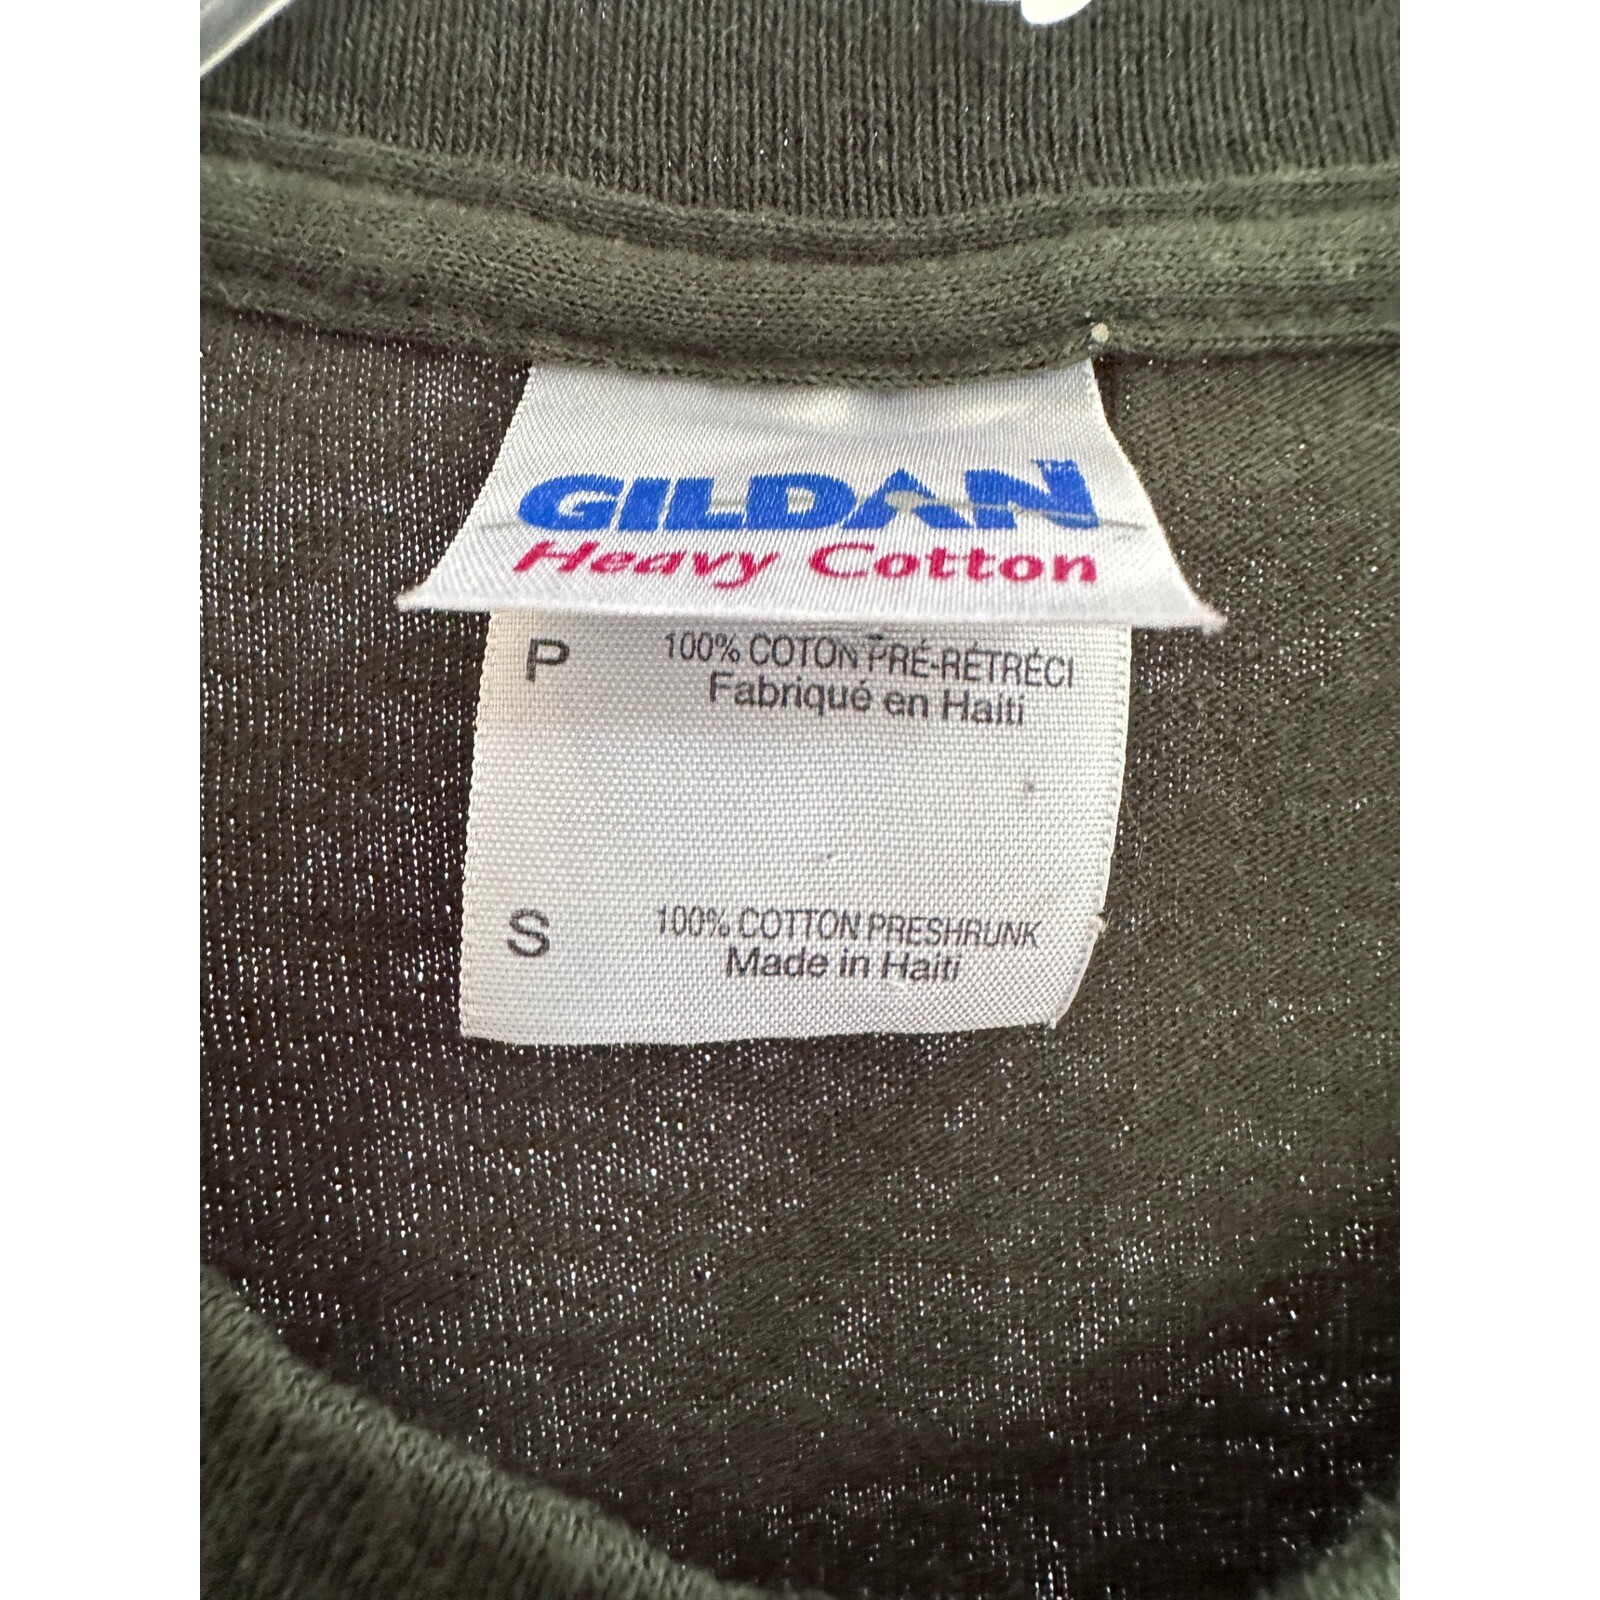 GILDAN
Heavy Cotton
P 100% COTON PRÉ-RÉTRÉCI
Fabriqué en Haïti
S 100% COTTON PRESHRUNK
Made in Haiti